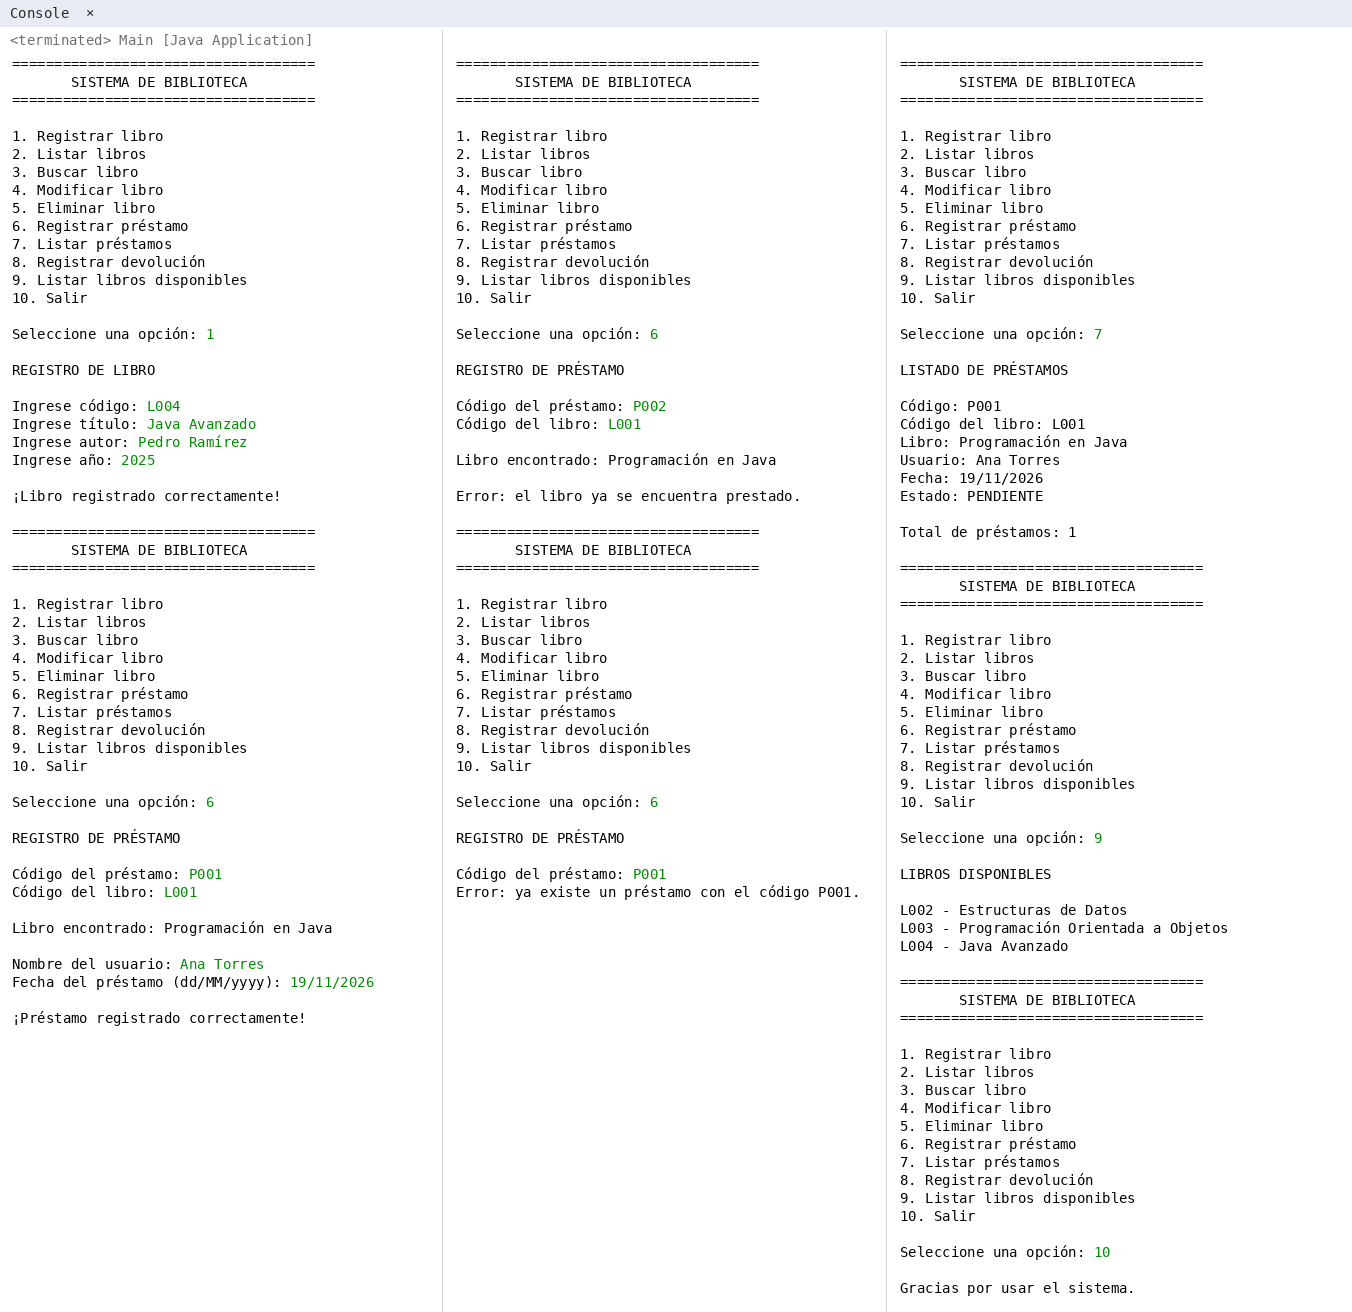 Console ×
<terminated> Main [Java Application]
====================================
SISTEMA DE BIBLIOTECA
====================================
1. Registrar libro
2. Listar libros
3. Buscar libro
4. Modificar libro
5. Eliminar libro
6. Registrar préstamo
7. Listar préstamos
8. Registrar devolución
9. Listar libros disponibles
10. Salir
Seleccione una opción: 1
REGISTRO DE LIBRO
Ingrese código: L004
Ingrese título: Java Avanzado
Ingrese autor: Pedro Ramírez
Ingrese año: 2025
¡Libro registrado correctamente!
====================================
SISTEMA DE BIBLIOTECA
====================================
1. Registrar libro
2. Listar libros
3. Buscar libro
4. Modificar libro
5. Eliminar libro
6. Registrar préstamo
7. Listar préstamos
8. Registrar devolución
9. Listar libros disponibles
10. Salir
Seleccione una opción: 6
REGISTRO DE PRÉSTAMO
Código del préstamo: P001
Código del libro: L001
Libro encontrado: Programación en Java
Nombre del usuario: Ana Torres
Fecha del préstamo (dd/MM/yyyy): 19/11/2026
¡Préstamo registrado correctamente!
====================================
SISTEMA DE BIBLIOTECA
====================================
1. Registrar libro
2. Listar libros
3. Buscar libro
4. Modificar libro
5. Eliminar libro
6. Registrar préstamo
7. Listar préstamos
8. Registrar devolución
9. Listar libros disponibles
10. Salir
Seleccione una opción: 6
REGISTRO DE PRÉSTAMO
Código del préstamo: P002
Código del libro: L001
Libro encontrado: Programación en Java
Error: el libro ya se encuentra prestado.
====================================
SISTEMA DE BIBLIOTECA
====================================
1. Registrar libro
2. Listar libros
3. Buscar libro
4. Modificar libro
5. Eliminar libro
6. Registrar préstamo
7. Listar préstamos
8. Registrar devolución
9. Listar libros disponibles
10. Salir
Seleccione una opción: 6
REGISTRO DE PRÉSTAMO
Código del préstamo: P001
Error: ya existe un préstamo con el código P001.
====================================
SISTEMA DE BIBLIOTECA
====================================
1. Registrar libro
2. Listar libros
3. Buscar libro
4. Modificar libro
5. Eliminar libro
6. Registrar préstamo
7. Listar préstamos
8. Registrar devolución
9. Listar libros disponibles
10. Salir
Seleccione una opción: 7
LISTADO DE PRÉSTAMOS
Código: P001
Código del libro: L001
Libro: Programación en Java
Usuario: Ana Torres
Fecha: 19/11/2026
Estado: PENDIENTE
Total de préstamos: 1
====================================
SISTEMA DE BIBLIOTECA
====================================
1. Registrar libro
2. Listar libros
3. Buscar libro
4. Modificar libro
5. Eliminar libro
6. Registrar préstamo
7. Listar préstamos
8. Registrar devolución
9. Listar libros disponibles
10. Salir
Seleccione una opción: 9
LIBROS DISPONIBLES
L002 - Estructuras de Datos
L003 - Programación Orientada a Objetos
L004 - Java Avanzado
====================================
SISTEMA DE BIBLIOTECA
====================================
1. Registrar libro
2. Listar libros
3. Buscar libro
4. Modificar libro
5. Eliminar libro
6. Registrar préstamo
7. Listar préstamos
8. Registrar devolución
9. Listar libros disponibles
10. Salir
Seleccione una opción: 10
Gracias por usar el sistema.